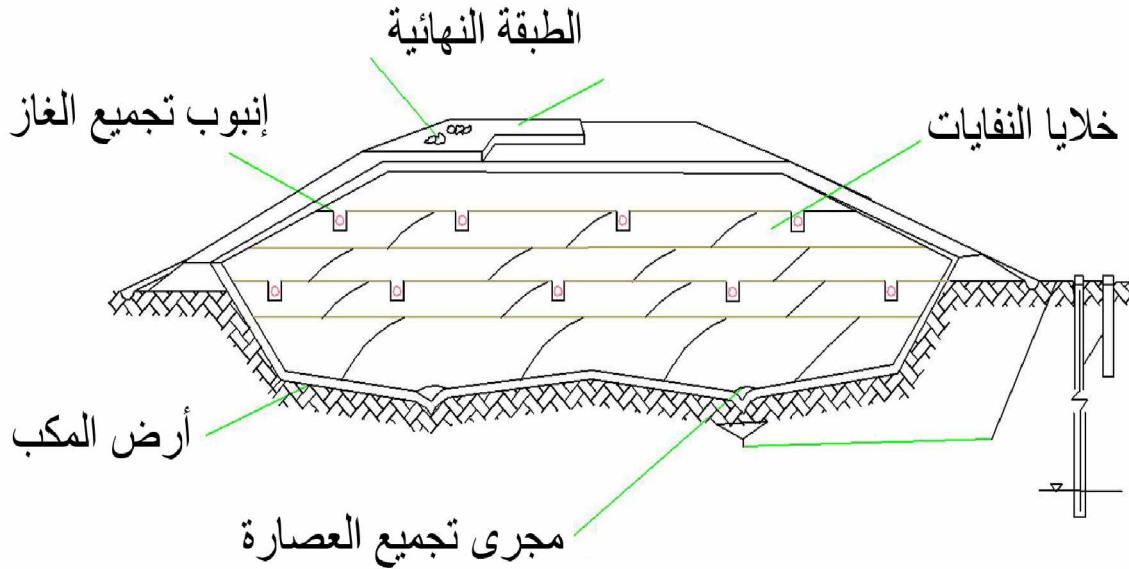 الطبقة النهائية
إنبوب تجميع الغاز
خلايا النفايات
أرض المكب
مجرى تجميع العصارة